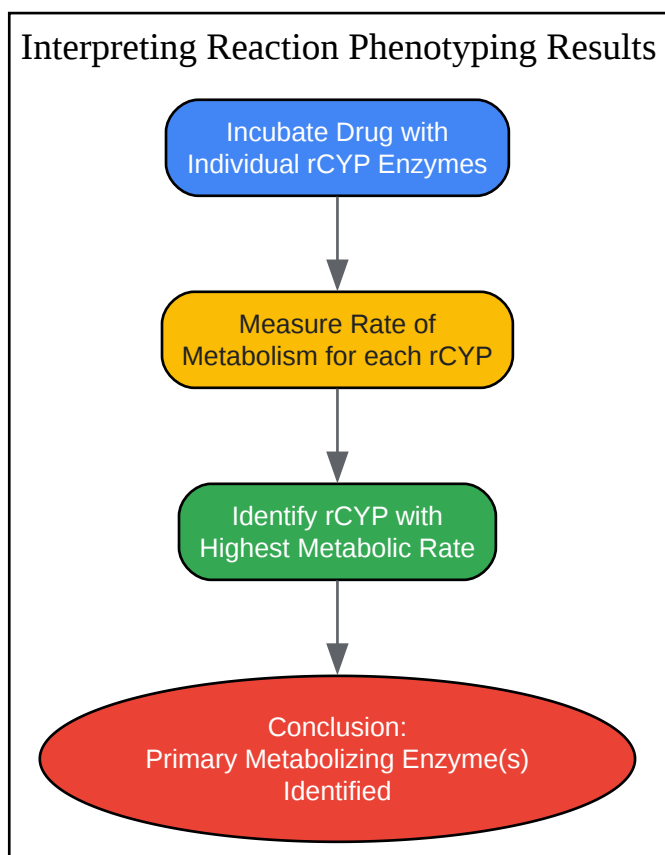 Interpreting Reaction Phenotyping Results
Incubate Drug with
Individual rCYP Enzymes
Measure Rate of
Metabolism for each rCYP
Identify rCYP with
Highest Metabolic Rate
Conclusion:
Primary Metabolizing Enzyme(s)
Identified